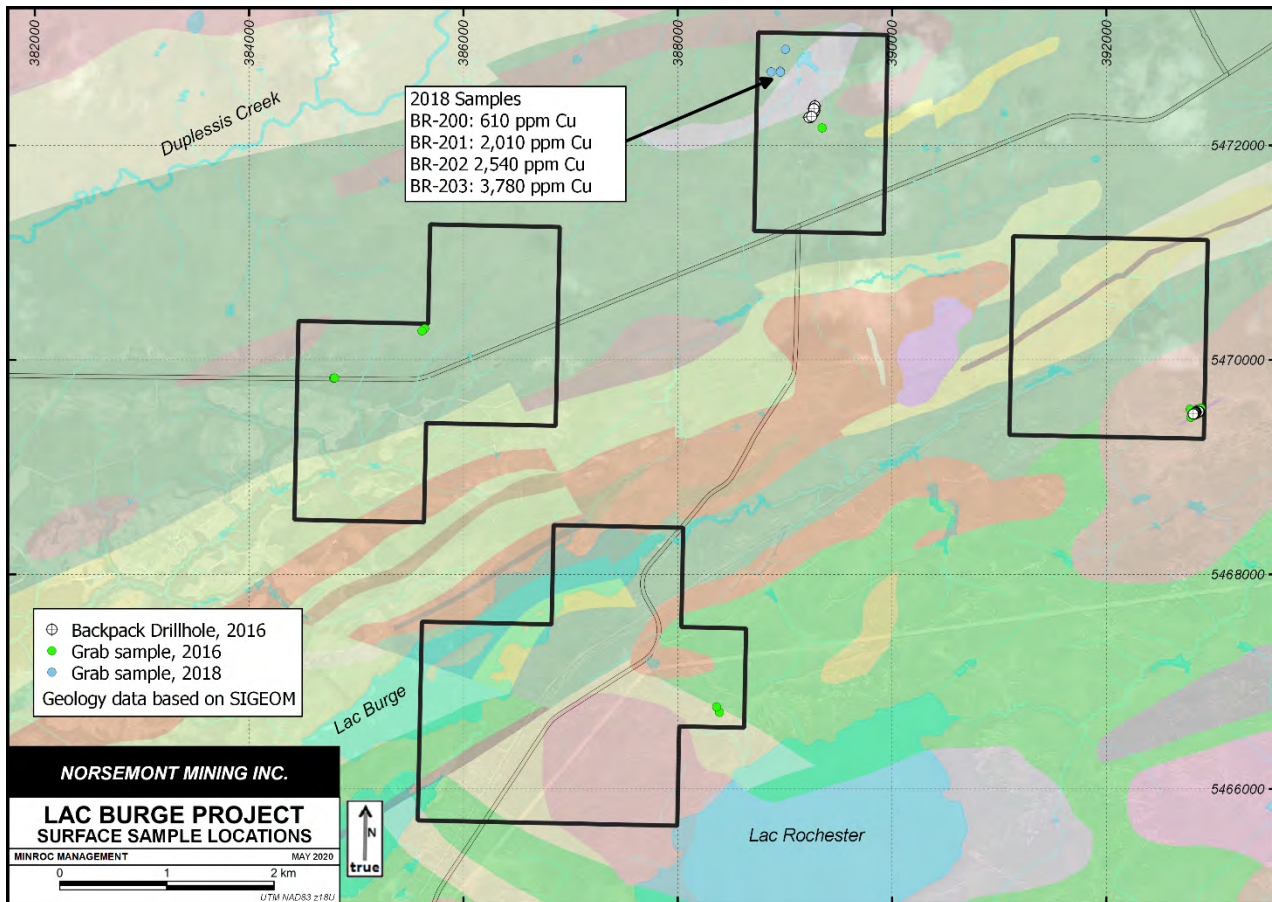 382000
384000
386000
388000
390000
392000
Duplessis Creek
2018 Samples
BR-200: 610 ppm Cu
BR-201: 2,010 ppm Cu
BR-202 2,540 ppm Cu
BR-203: 3,780 ppm Cu
5472000
5470000
5468000
5466000
Backpack Drillhole, 2016
Grab sample, 2016
Grab sample, 2018
Geology data based on SIGEOM
Lac Burge
Lac Rochester
NORSEMONT MINING INC.
LAC BURGE PROJECT
SURFACE SAMPLE LOCATIONS
MINROC MANAGEMENT MAY 2020
0 1 2 km
UTM NAD83 z18U
N
true